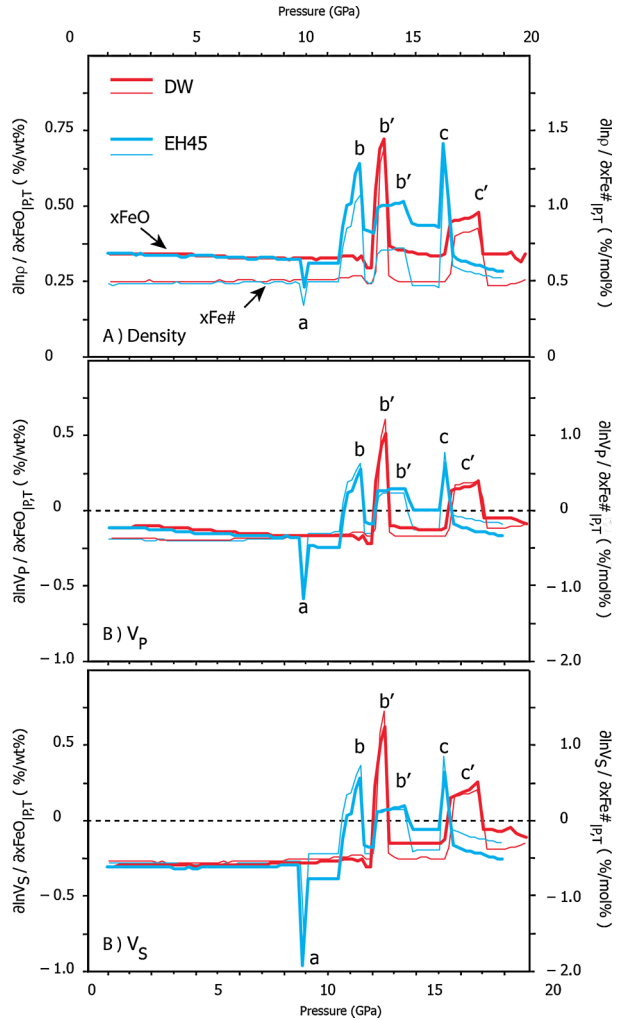 Pressure (GPa)
0 5 10 15 20
DW
EH45
b b′ b′ c c′
xFeO
xFe#
a
A ) Density
0.75
0.50
0.25
0
∂lnρ / ∂xFeO|P,T ( %/wt%)
1.5
1.0
0.5
0
∂lnρ / ∂xFe#|P,T ( %/mol%)
b b′ b′ c c′
a
B ) VP
0.5
0
− 0.5
− 1.0
∂lnVP / ∂xFeO|P,T ( %/wt%)
1.0
0
− 1.0
− 2.0
∂lnVP / ∂xFe#|P,T ( %/mol%)
b b′ b′ c c′
a
B ) VS
0.5
0
−0.5
− 1.0
∂lnVS / ∂xFeO|P,T ( %/wt%)
1.0
0
− 1.0
− 2.0
∂lnVS / ∂xFe#|P,T ( %/mol%)
0 5 10 15 20
Pressure (GPa)